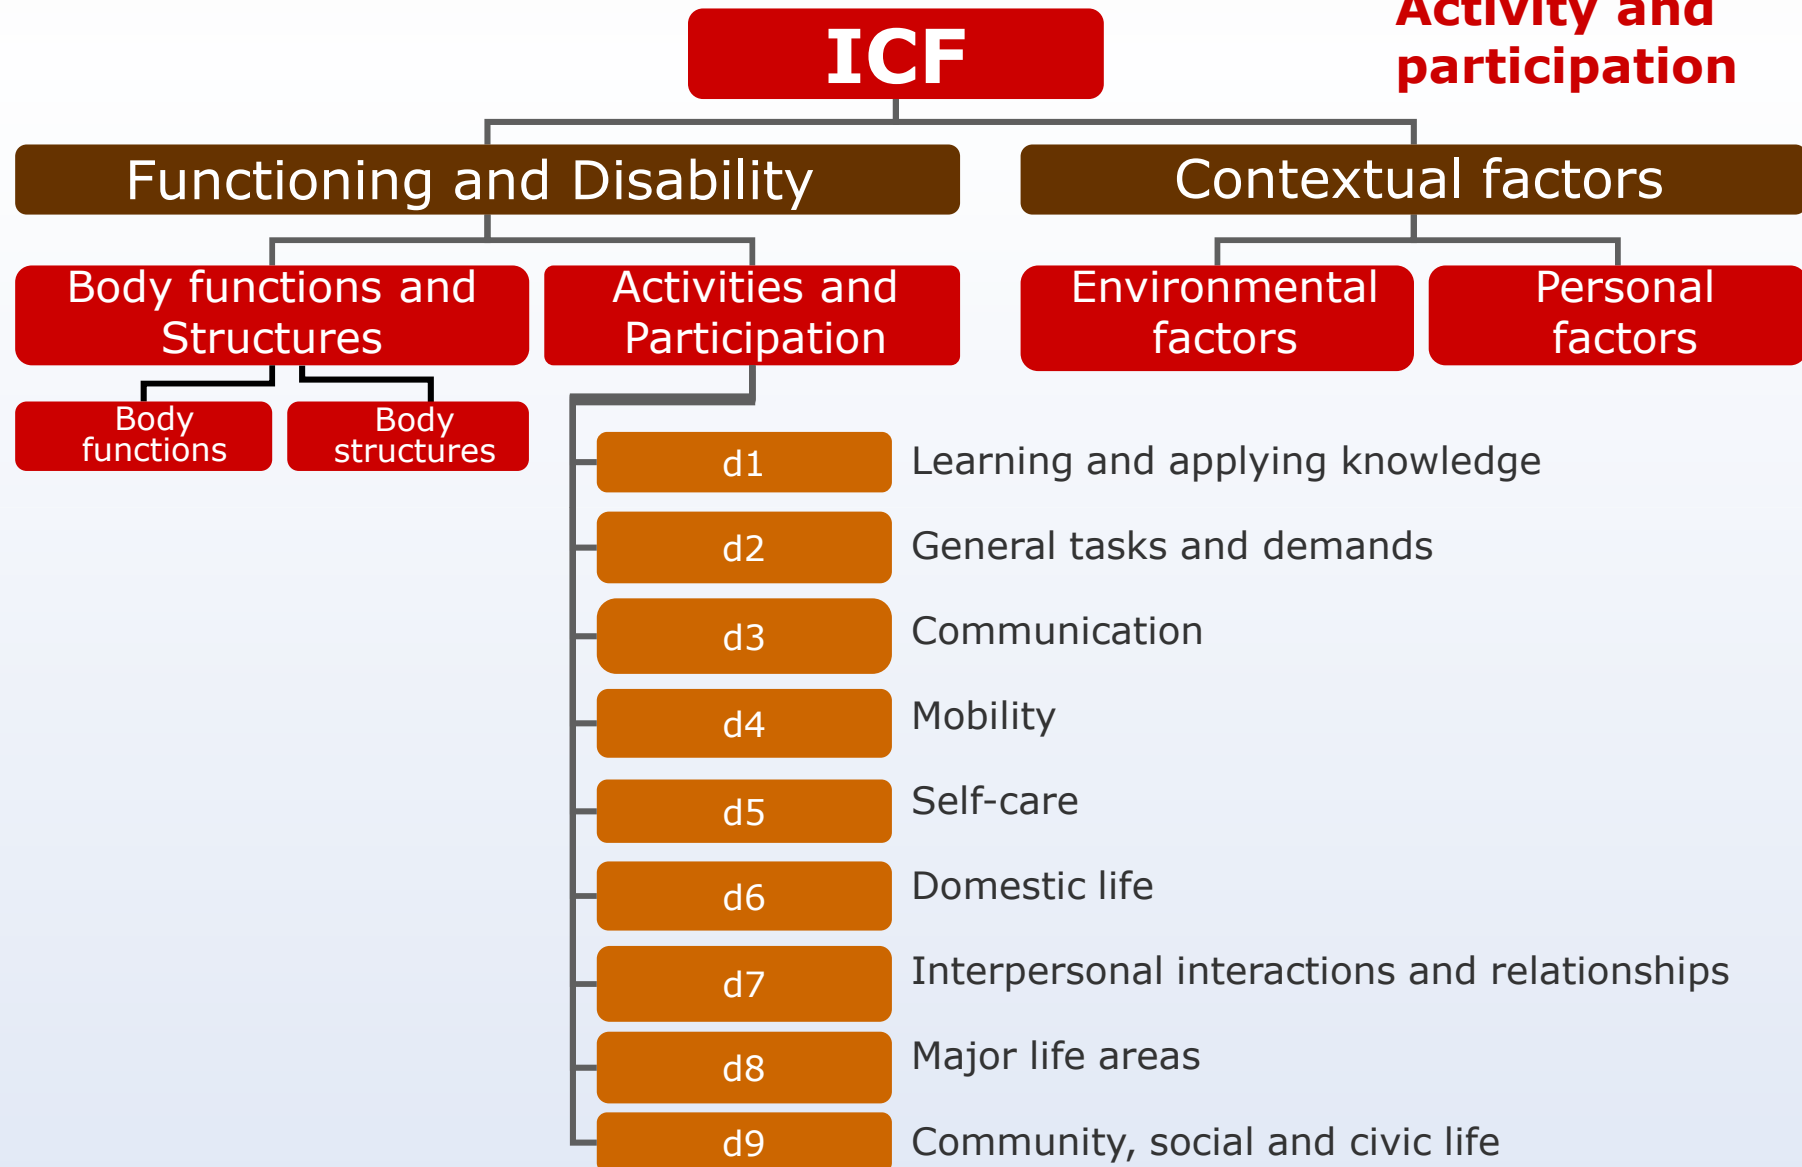 ICF
Activity and
participation
Functioning and Disability
Contextual factors
Body functions and
Structures
Activities and
Participation
Environmental
factors
Personal
factors
Body
functions
Body
structures
d1
Learning and applying knowledge
d2
General tasks and demands
d3
Communication
d4
Mobility
d5
Self-care
d6
Domestic life
d7
Interpersonal interactions and relationships
d8
Major life areas
d9
Community, social and civic life